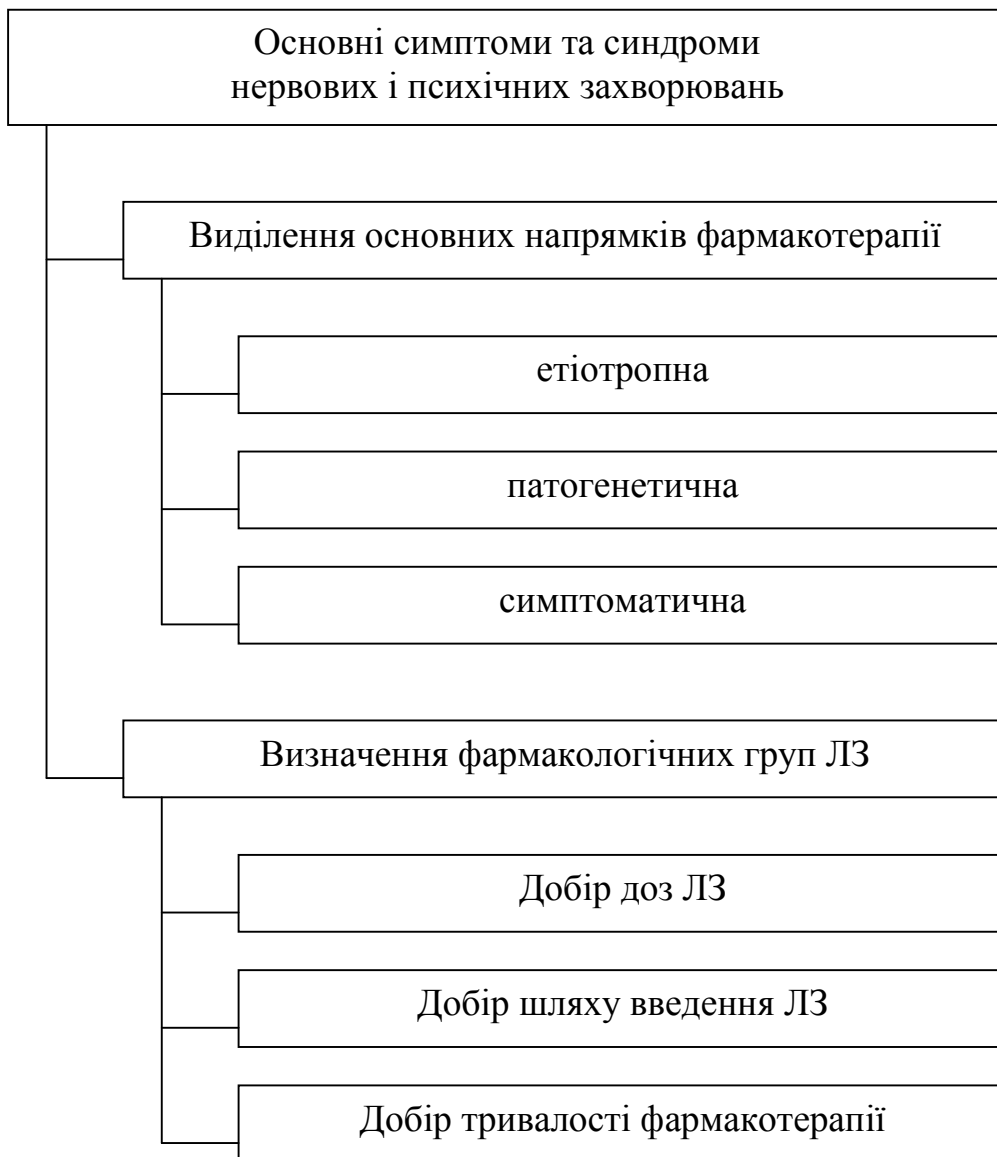 Основні симптоми та синдроми
нервових і психічних захворювань
Виділення основних напрямків фармакотерапії
етіотропна
патогенетична
симптоматична
Визначення фармакологічних груп ЛЗ
Добір доз ЛЗ
Добір шляху введення ЛЗ
Добір тривалості фармакотерапії